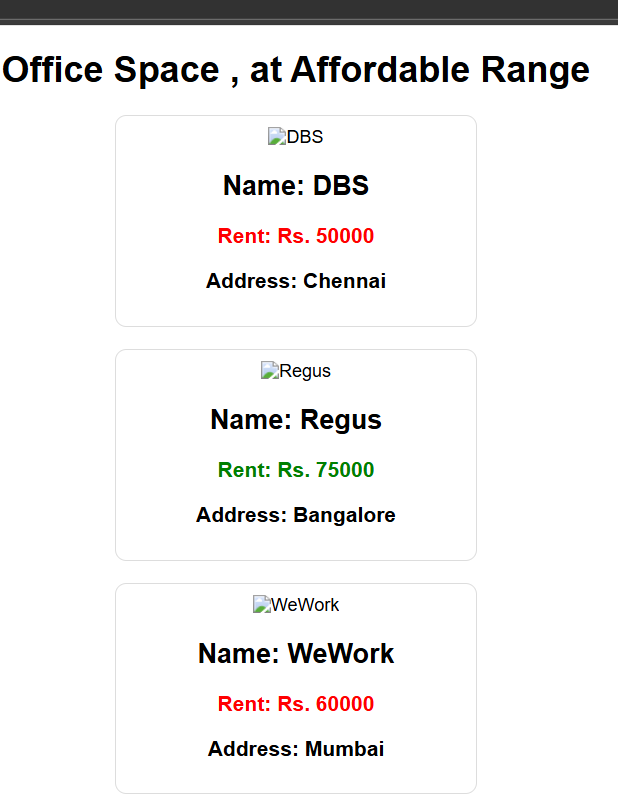 Office Space , at Affordable Range
DBS
Name: DBS
Rent: Rs. 50000
Address: Chennai
Regus
Name: Regus
Rent: Rs. 75000
Address: Bangalore
WeWork
Name: WeWork
Rent: Rs. 60000
Address: Mumbai